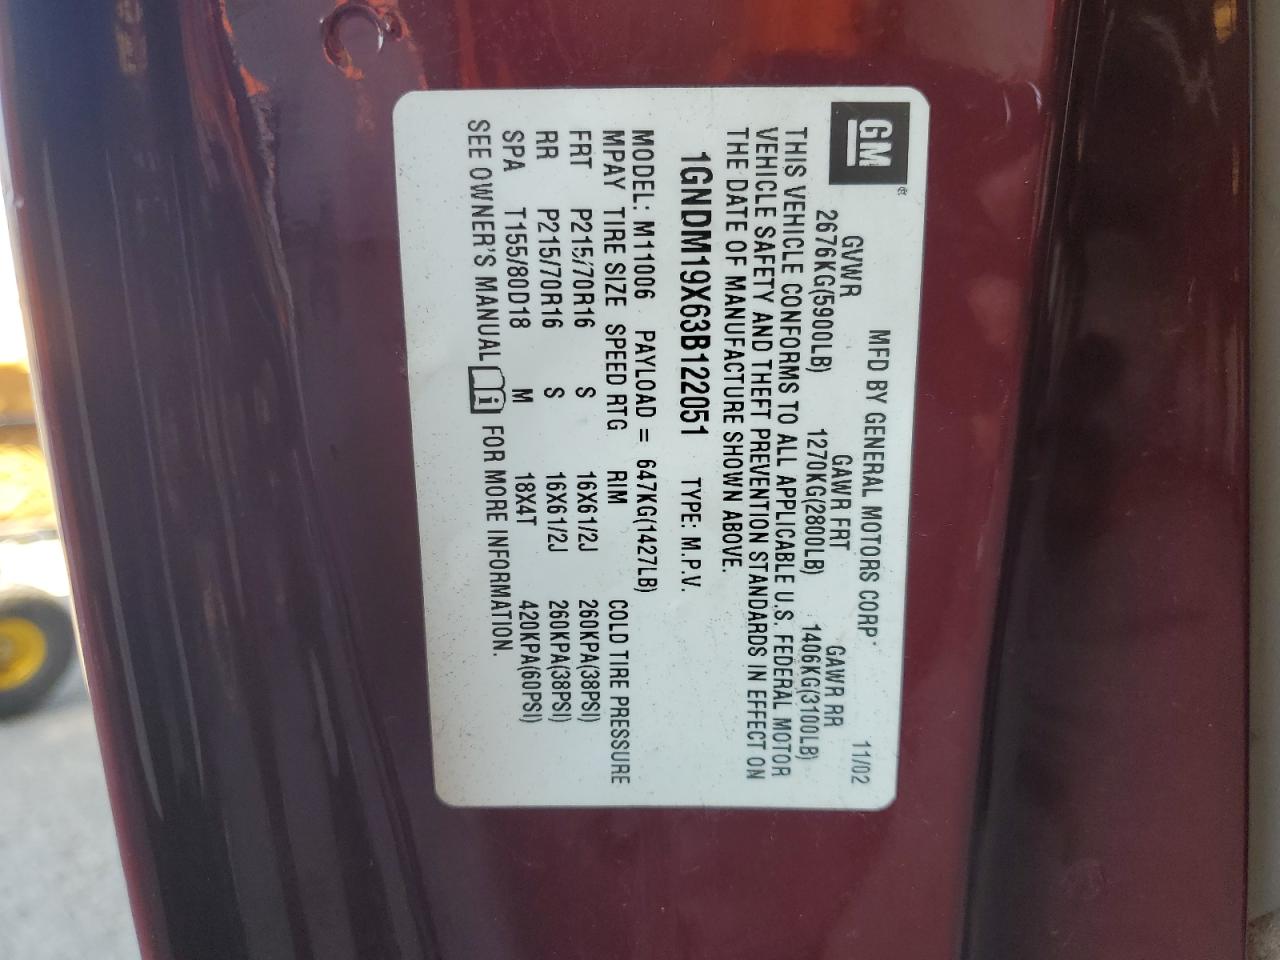 GM
MFD BY GENERAL MOTORS CORP. 11/02
GVWR GAWR FRT GAWR RR
2676KG(5900LB) 1270KG(2800LB) 1406KG(3100LB)
THIS VEHICLE CONFORMS TO ALL APPLICABLE U.S. FEDERAL MOTOR
VEHICLE SAFETY AND THEFT PREVENTION STANDARDS IN EFFECT ON
THE DATE OF MANUFACTURE SHOWN ABOVE.
1GNDM19X63B122051 TYPE: M.P.V.
MODEL: M11006 PAYLOAD = 647KG(1427LB)
MPAY TIRE SIZE SPEED RTG RIM COLD TIRE PRESSURE
FRT P215/70R16 S 16X61/2J 260KPA(38PSI)
RR P215/70R16 S 16X61/2J 260KPA(38PSI)
SPA T155/80D18 M 18X4T 420KPA(60PSI)
SEE OWNER'S MANUAL FOR MORE INFORMATION.